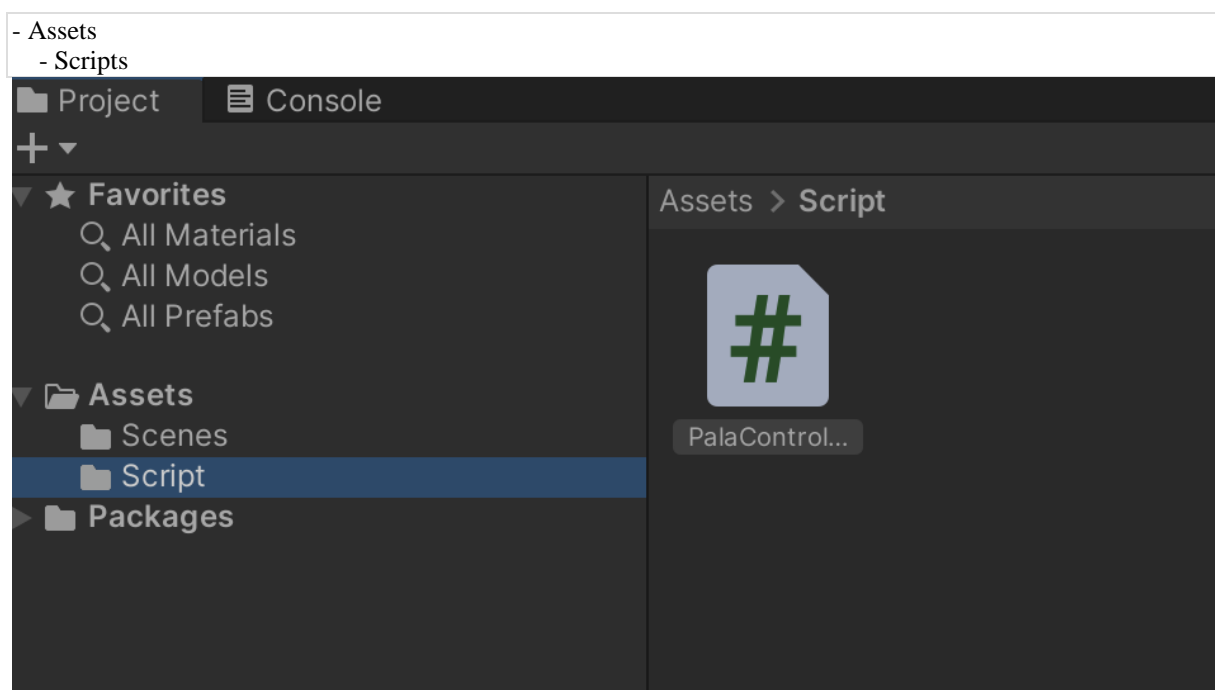 - Assets
- Scripts
Project Console
Favorites
All Materials
All Models
All Prefabs
Assets
Scenes
Script
Packages
Assets > Script
#
PalaControl...